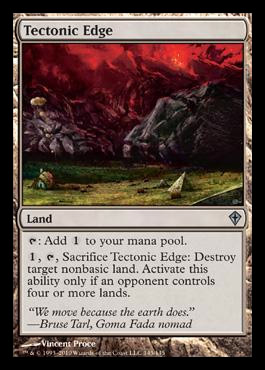 Tectonic Edge
Land
: Add 1 to your mana pool.
1, , Sacrifice Tectonic Edge: Destroy
target nonbasic land. Activate this
ability only if an opponent controls
four or more lands.
“We move because the earth does.”
—Bruse Tarl, Goma Fada nomad
Vincent Proce
™ & © 1993–2010 Wizards of the Coast LLC 145/145